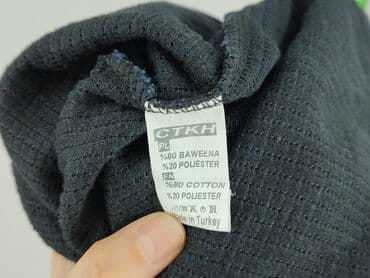 CTKH
PL
%80 BAWEŁNA
%20 POLIESTER
EN
%80 COTTON
%20 POLIESTER
Made In Turkey